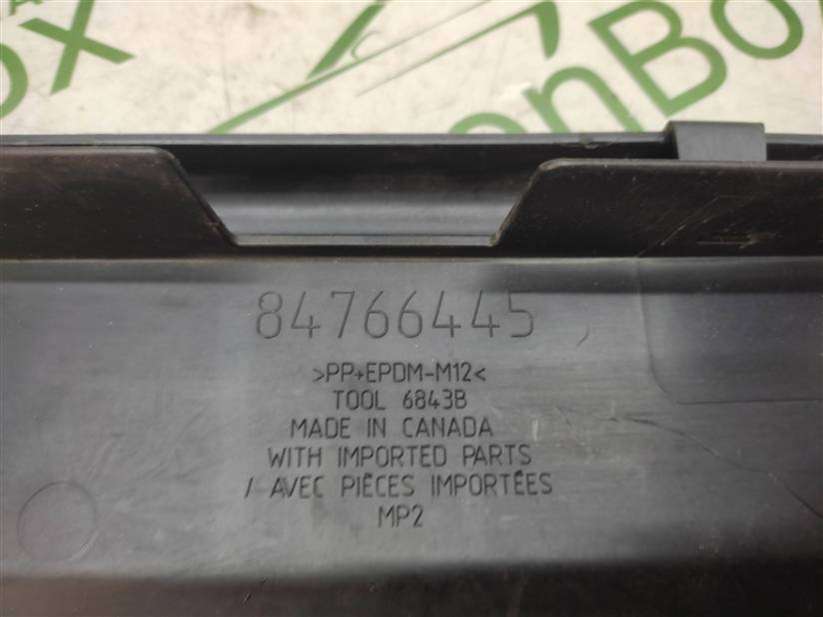 84766445
>PP+EPDM-M12<
TOOL 6843B
MADE IN CANADA
WITH IMPORTED PARTS
/ AVEC PIÈCES IMPORTÉES
MP2